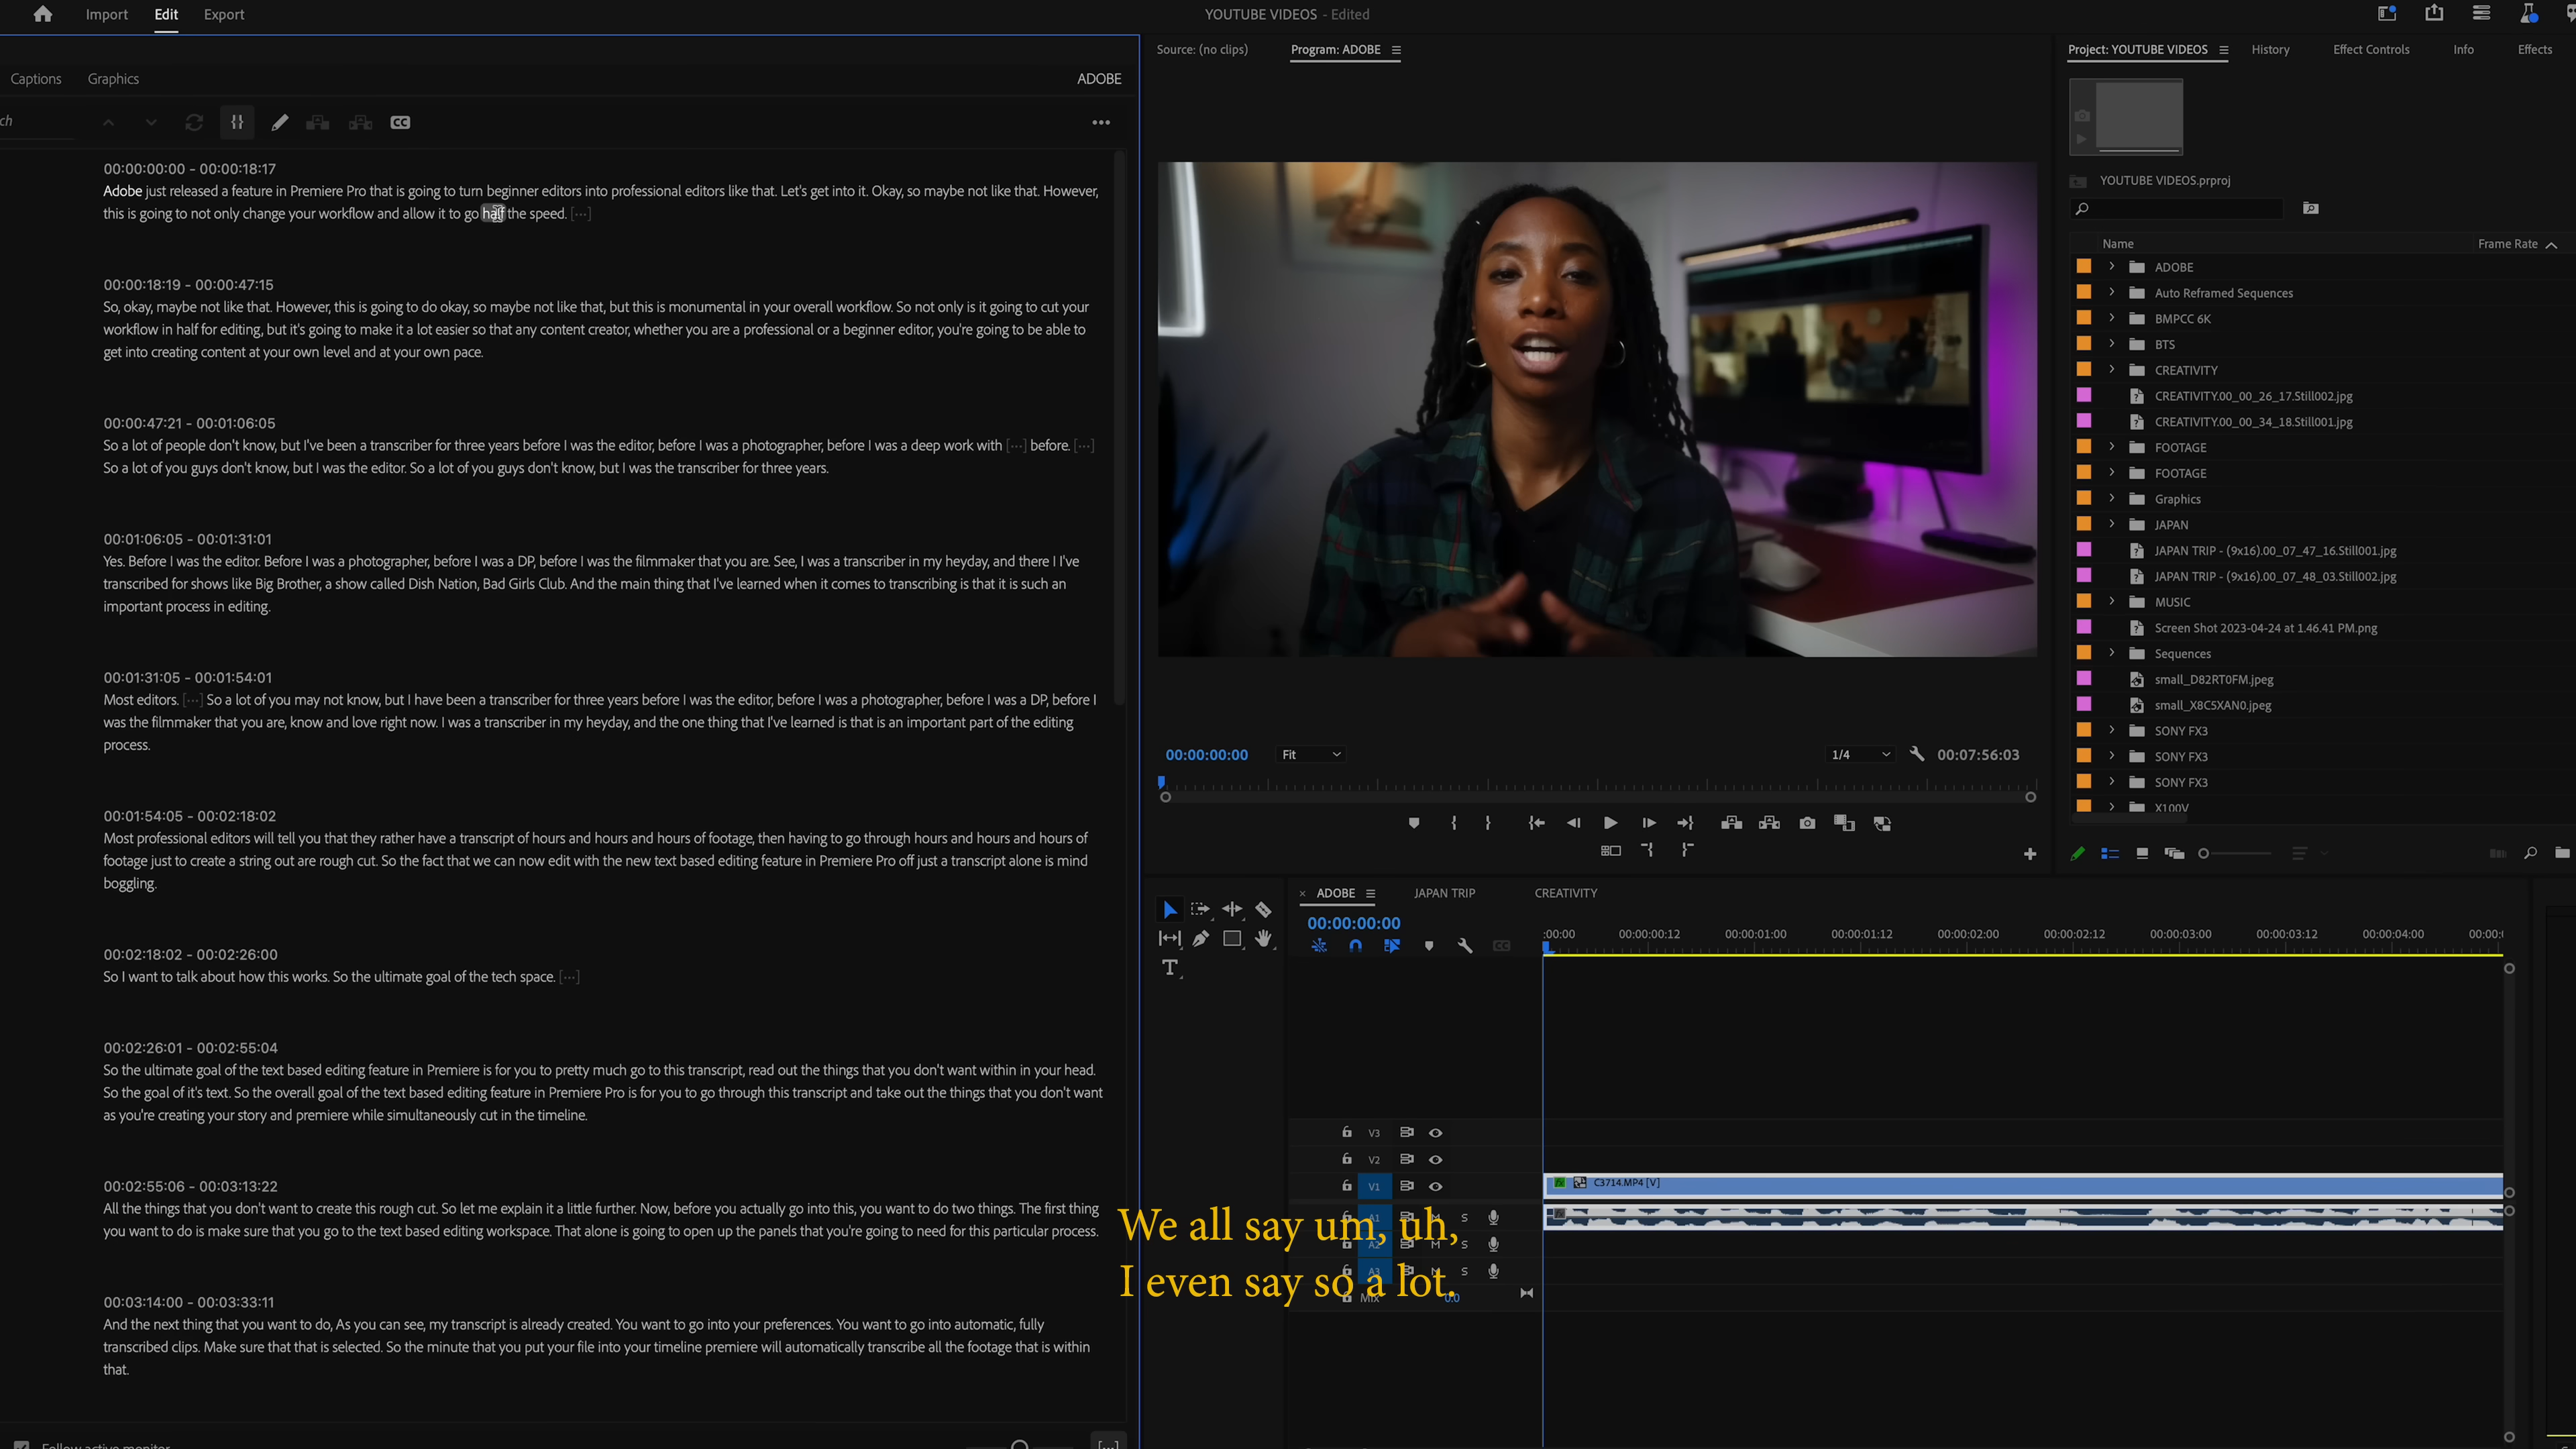 Import Edit Export
YOUTUBE VIDEOS - Edited
Captions Graphics
ADOBE
ch
00:00:00:00 - 00:00:18:17
Adobe just released a feature in Premiere Pro that is going to turn beginner editors into professional editors like that. Let's get into it. Okay, so maybe not like that. However,
this is going to not only change your workflow and allow it to go half the speed. [···]
00:00:18:19 - 00:00:47:15
So, okay, maybe not like that. However, this is going to do okay, so maybe not like that, but this is monumental in your overall workflow. So not only is it going to cut your
workflow in half for editing, but it's going to make it a lot easier so that any content creator, whether you are a professional or a beginner editor, you're going to be able to
get into creating content at your own level and at your own pace.
00:00:47:21 - 00:01:06:05
So a lot of people don't know, but I've been a transcriber for three years before I was the editor, before I was a photographer, before I was a deep work with [···] before. [···]
So a lot of you guys don't know, but I was the editor. So a lot of you guys don't know, but I was the transcriber for three years.
00:01:06:05 - 00:01:31:01
Yes. Before I was the editor. Before I was a photographer, before I was a DP, before I was the filmmaker that you are. See, I was a transcriber in my heyday, and there I I've
transcribed for shows like Big Brother, a show called Dish Nation, Bad Girls Club. And the main thing that I've learned when it comes to transcribing is that it is such an
important process in editing.
00:01:31:05 - 00:01:54:01
Most editors. [···] So a lot of you may not know, but I have been a transcriber for three years before I was the editor, before I was a photographer, before I was a DP, before I
was the filmmaker that you are, know and love right now. I was a transcriber in my heyday, and the one thing that I've learned is that is an important part of the editing
process.
00:01:54:05 - 00:02:18:02
Most professional editors will tell you that they rather have a transcript of hours and hours and hours of footage, then having to go through hours and hours and hours of
footage just to create a string out are rough cut. So the fact that we can now edit with the new text based editing feature in Premiere Pro off just a transcript alone is mind
boggling.
00:02:18:02 - 00:02:26:00
So I want to talk about how this works. So the ultimate goal of the tech space. [···]
00:02:26:01 - 00:02:55:04
So the ultimate goal of the text based editing feature in Premiere is for you to pretty much go to this transcript, read out the things that you don't want within in your head.
So the goal of it's text. So the overall goal of the text based editing feature in Premiere Pro is for you to go through this transcript and take out the things that you don't want
as you're creating your story and premiere while simultaneously cut in the timeline.
00:02:55:06 - 00:03:13:22
All the things that you don't want to create this rough cut. So let me explain it a little further. Now, before you actually go into this, you want to do two things. The first thing
you want to do is make sure that you go to the text based editing workspace. That alone is going to open up the panels that you're going to need for this particular process.
00:03:14:00 - 00:03:33:11
And the next thing that you want to do, As you can see, my transcript is already created. You want to go into your preferences. You want to go into automatic, fully
transcribed clips. Make sure that that is selected. So the minute that you put your file into your timeline premiere will automatically transcribe all the footage that is within
that.
Follow active monitor
Source: (no clips) Program: ADOBE
00:00:00:00 Fit 1/4 00:07:56:03
Project: YOUTUBE VIDEOS History Effect Controls Info Effects
YOUTUBE VIDEOS.prproj
Name Frame Rate
ADOBE
Auto Reframed Sequences
BMPCC 6K
BTS
CREATIVITY
CREATIVITY.00_00_26_17.Still002.jpg
CREATIVITY.00_00_34_18.Still001.jpg
FOOTAGE
FOOTAGE
Graphics
JAPAN
JAPAN TRIP - (9x16).00_07_47_16.Still001.jpg
JAPAN TRIP - (9x16).00_07_48_03.Still002.jpg
MUSIC
Screen Shot 2023-04-24 at 1.46.41 PM.png
Sequences
small_D82RT0FM.jpeg
small_X8C5XAN0.jpeg
SONY FX3
SONY FX3
SONY FX3
X100V
ADOBE JAPAN TRIP CREATIVITY
00:00:00:00
:00:00 00:00:00:12 00:00:01:00 00:00:01:12 00:00:02:00 00:00:02:12 00:00:03:00 00:00:03:12 00:00:04:00 00:00:
V3
V2
V1 C3714.MP4 [V]
A1 M S
A2 M S
A3 M S
Mix 0.0
We all say um, uh,
I even say so a lot.